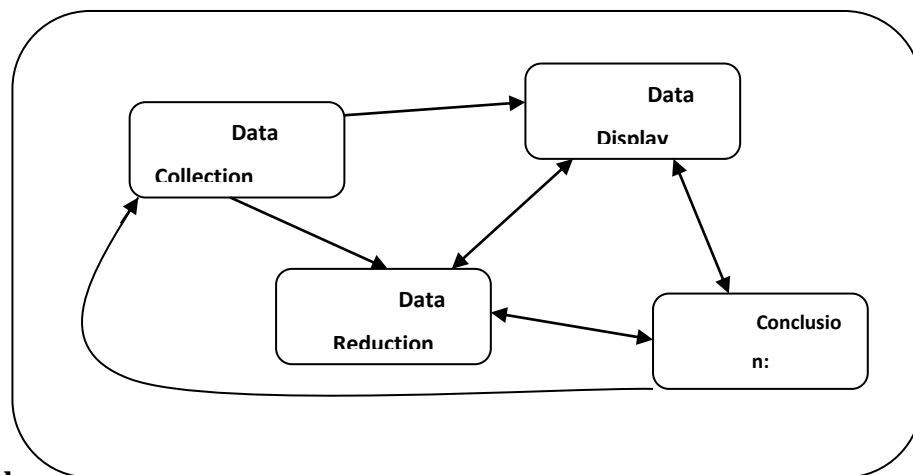 Data
Collection
Data
Display
Data
Reduction
Conclusio
n: